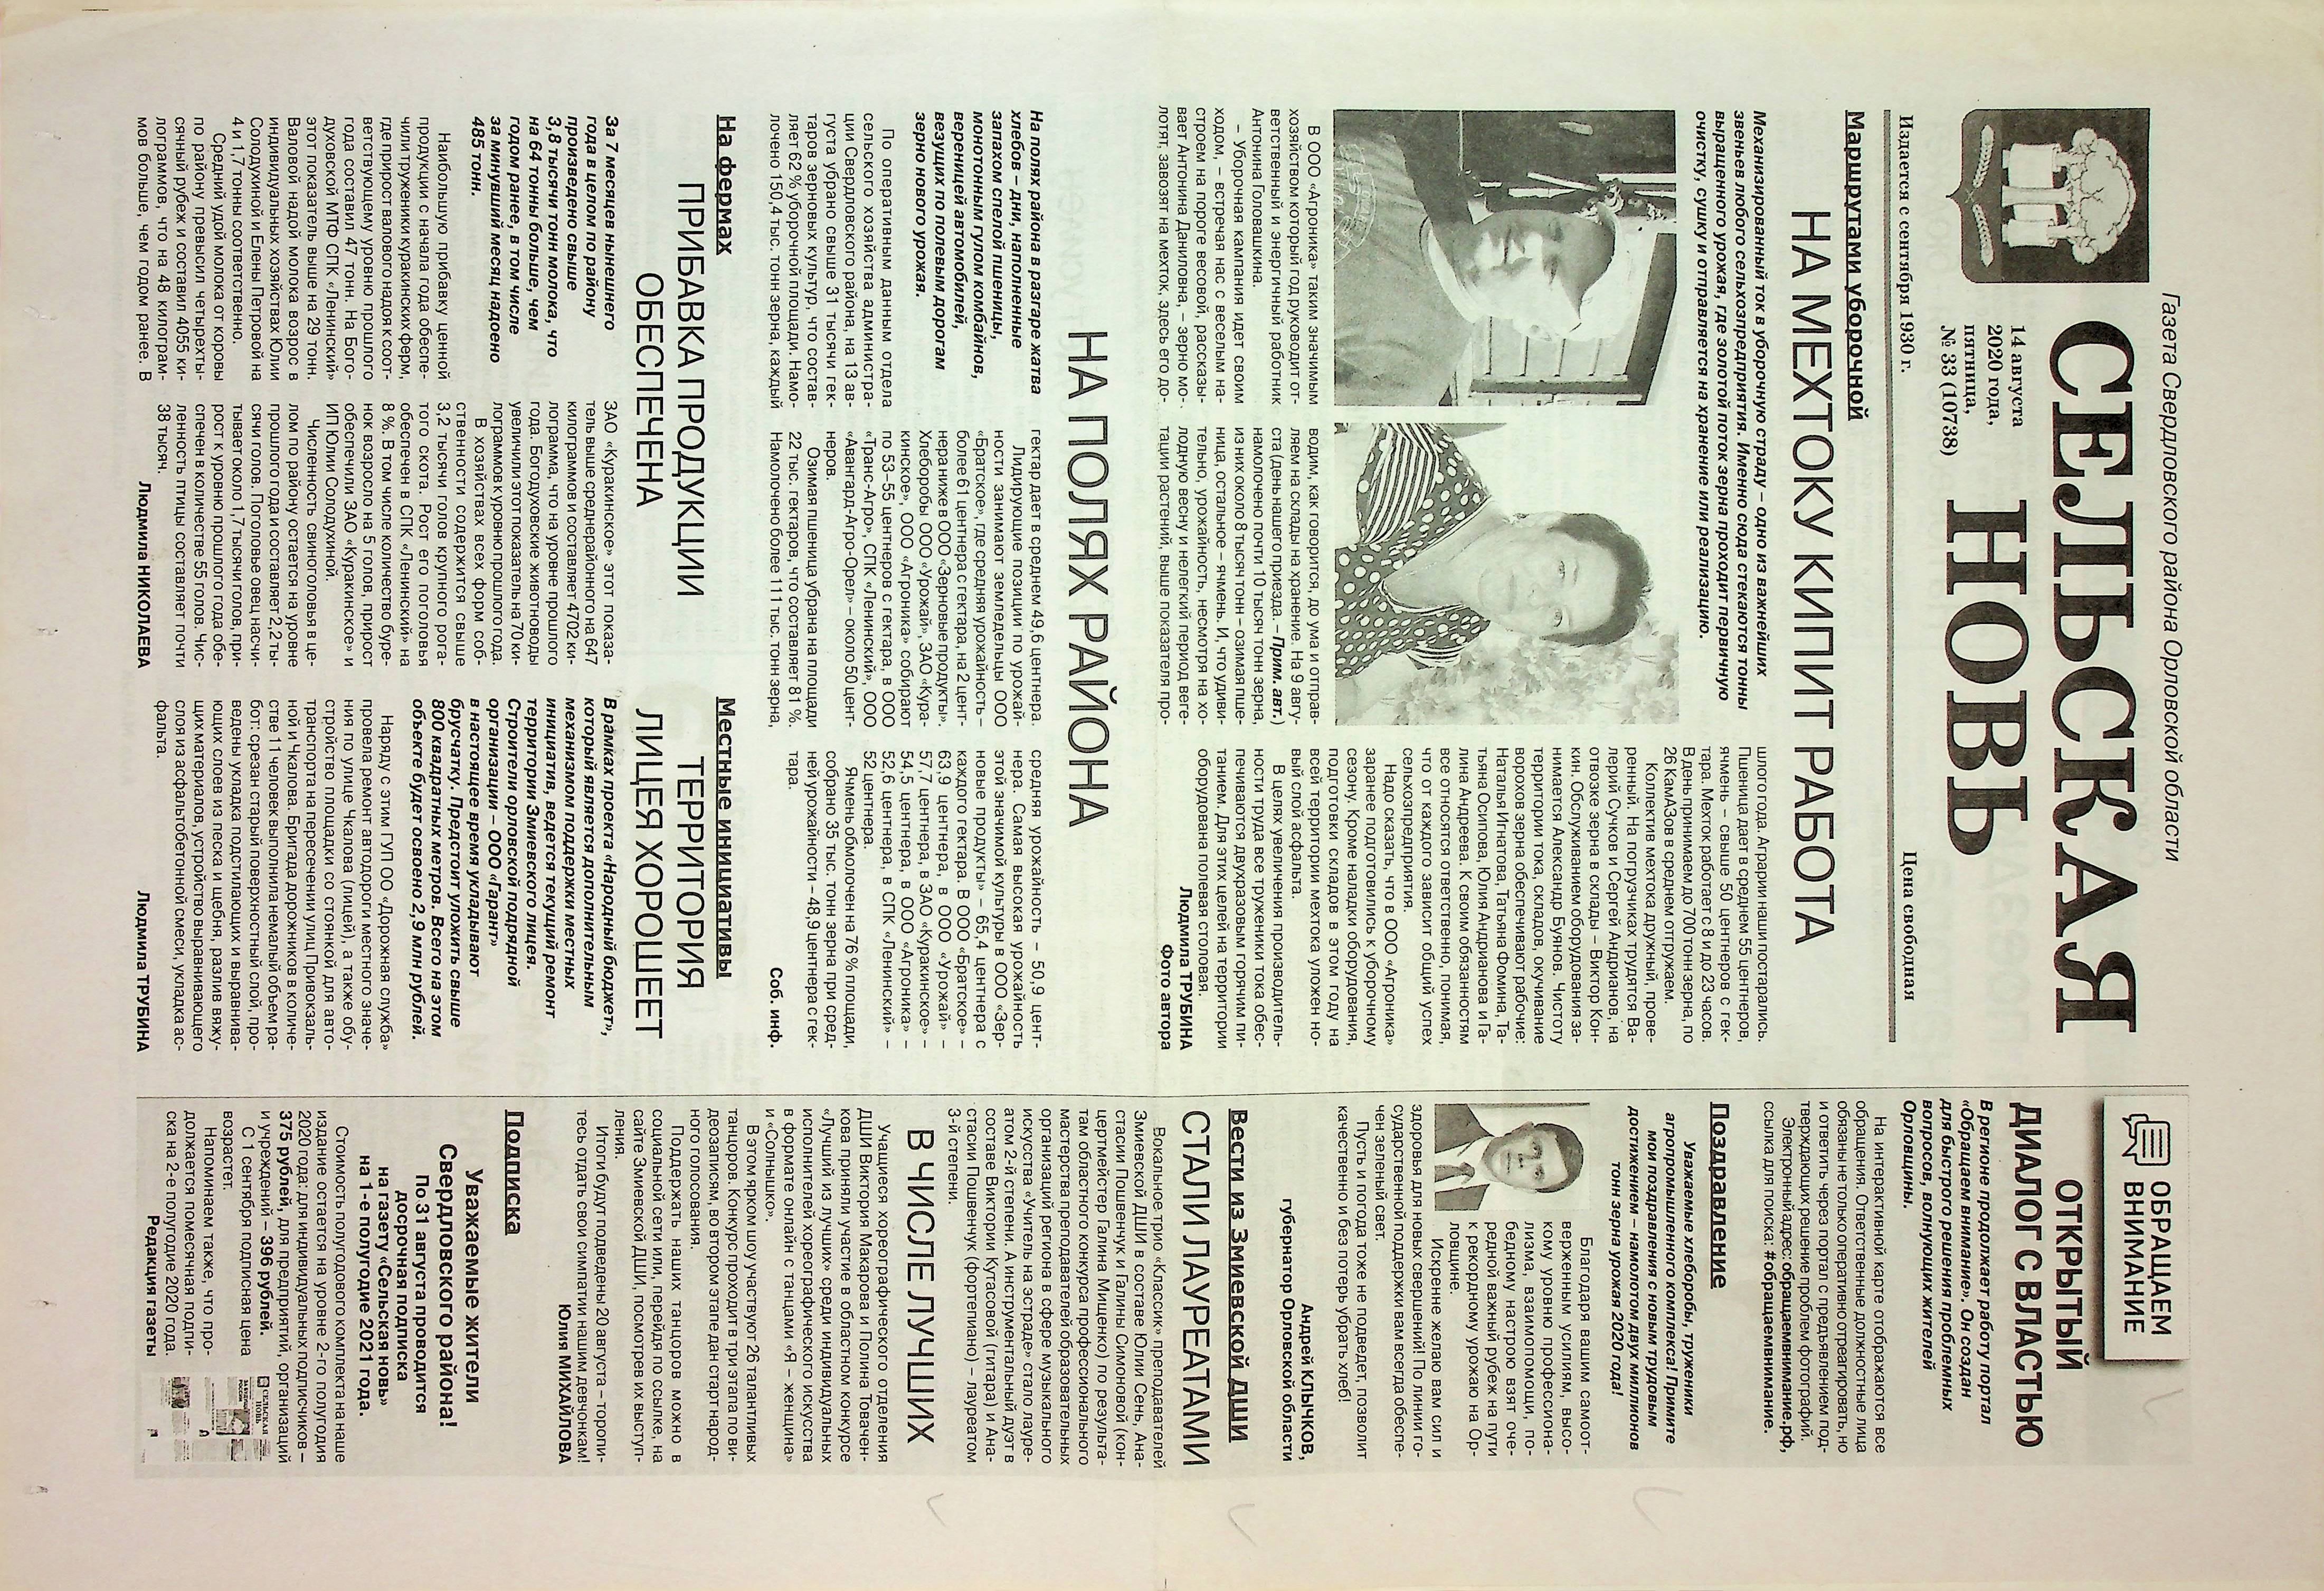 Газета Свердловского района Орловской области
СЕЛЬСКАЯ
НОВЬ
14 августа
2020 года,
пятница,
№ 33 (10738)
Издается с сентября 1930 г.
Цена свободная
Маршрутами уборочной
НА МЕХТОКУ КИПИТ РАБОТА
Механизированный ток в уборочную страду – одно из важнейших
звеньев любого сельхозпредприятия. Именно сюда стекаются тонны
выращенного урожая, где золотой поток зерна проходит первичную
очистку, сушку и отправляется на хранение или реализацию.
В ООО «Агроника» таким значимым
хозяйством который год руководит от-
ветственный и энергичный работник
Антонина Головашкина.
– Уборочная кампания идет своим
ходом, – встречая нас с веселым на-
строем на пороге весовой, рассказы-
вает Антонина Даниловна, – зерно мо-
лотят, завозят на мехток, здесь его до-
водим, как говорится, до ума и отправ-
ляем на склады на хранение. На 9 авгу-
ста (день нашего приезда. – Прим. авт.)
намолочено почти 10 тысяч тонн зерна,
из них около 8 тысяч тонн – озимая пше-
ница, остальное – ячмень. И, что удиви-
тельно, урожайность, несмотря на хо-
лодную весну и нелегкий период веге-
тации растений, выше показателя про-
шлого года. Аграрии наши постарались.
Пшеница дает в среднем 55 центнеров,
ячмень – свыше 50 центнеров с гек-
тара. Мехток работает с 8 и до 23 часов.
В день принимаем до 700 тонн зерна, по
26 КамАЗов в среднем отгружаем.
Коллектив мехтока дружный, прове-
ренный. На погрузчиках трудятся Ва-
лерий Сучков и Сергей Андрианов, на
отвозке зерна в склады – Виктор Кон-
кин. Обслуживанием оборудования за-
нимается Александр Буянов. Чистоту
территории тока, складов, окучивание
ворохов зерна обеспечивают рабочие:
Наталья Игнатова, Татьяна Фомина, Та-
тьяна Осипова, Юлия Андрианова и Га-
лина Андреева. К своим обязанностям
все относятся ответственно, понимая,
что от каждого зависит общий успех
сельхозпредприятия.
Надо сказать, что в ООО «Агроника»
заранее подготовились к уборочному
сезону. Кроме наладки оборудования,
подготовки складов в этом году на
всей территории мехтока уложен но-
вый слой асфальта.
В целях увеличения производитель-
ности труда все труженики тока обес-
печиваются двухразовым горячим пи-
танием. Для этих целей на территории
оборудована полевая столовая.
Людмила ТРУБИНА
Фото автора
НА ПОЛЯХ РАЙОНА
На полях района в разгаре жатва
хлебов – дни, наполненные
запахом спелой пшеницы,
монотонным гулом комбайнов,
вереницей автомобилей,
везущих по полевым дорогам
зерно нового урожая.
По оперативным данным отдела
сельского хозяйства администра-
ции Свердловского района, на 13 ав-
густа убрано свыше 31 тысячи гек-
таров зерновых культур, что состав-
ляет 62 % уборочной площади. Намо-
лочено 150,4 тыс. тонн зерна, каждый
гектар дает в среднем 49,6 центнера.
Лидирующие позиции по урожай-
ности занимают земледельцы ООО
«Братское», где средняя урожайность –
более 61 центнера с гектара, на 2 цент-
нера ниже в ООО «Зерновые продукты».
Хлеборобы ООО «Урожай», ЗАО «Кура-
кинское», ООО «Агроника» собирают
по 53–55 центнеров с гектара, в ООО
«Транс-Агро», СПК «Ленинский», ООО
«Авангард-Агро-Орел» – около 50 цент-
неров.
Озимая пшеница убрана на площади
22 тыс. гектаров, что составляет 81 %.
Намолочено более 111 тыс. тонн зерна,
средняя урожайность – 50,9 цент-
нера. Самая высокая урожайность
этой значимой культуры в ООО «Зер-
новые продукты» – 65,4 центнера с
каждого гектара. В ООО «Братское» –
63,9 центнера, в ООО «Урожай» –
57,7 центнера, в ЗАО «Куракинское» –
54,5 центнера, в ООО «Агроника» –
52,6 центнера, в СПК «Ленинский» –
52 центнера.
Ячмень обмолочен на 76 % площади,
собрано 35 тыс. тонн зерна при сред-
ней урожайности – 48,9 центнера с гек-
тара.
Соб. инф.
На фермах
ПРИБАВКА ПРОДУКЦИИ
ОБЕСПЕЧЕНА
За 7 месяцев нынешнего
года в целом по району
произведено свыше
3,8 тысячи тонн молока, что
на 64 тонны больше, чем
годом ранее, в том числе
за минувший месяц надоено
485 тонн.
Наибольшую прибавку ценной
продукции с начала года обеспе-
чили труженики куракинских ферм,
где прирост валового надоя к соот-
ветствующему уровню прошлого
года составил 47 тонн. На Бого-
духовской МТФ СПК «Ленинский»
этот показатель выше на 29 тонн.
Валовой надой молока возрос в
индивидуальных хозяйствах Юлии
Солодухиной и Елены Петровой на
4 и 1,7 тонны соответственно.
Средний удой молока от коровы
по району превысил четырехты-
сячный рубеж и составил 4055 ки-
лограммов, что на 48 килограм-
мов больше, чем годом ранее. В
ЗАО «Куракинское» этот показа-
тель выше среднерайонного на 647
килограммов и составляет 4702 ки-
лограммов к уровню прошлого
года. Богодуховские животноводы
увеличили этот показатель на 70 ки-
лограммов к уровню прошлого года.
В хозяйствах всех форм соб-
ственности содержится свыше
3,2 тысячи голов крупного рога-
того скота. Рост его поголовья
обеспечен в СПК «Ленинский» на
8 %. В том числе количество буре-
нок возросло на 5 голов, прирост
обеспечили ЗАО «Куракинское» и
ИП Юлии Солодухиной.
Численность свиноголовья в це-
лом по району остается на уровне
прошлого года и составляет 2,2 ты-
сячи голов. Поголовье овец насчи-
тывает около 1,7 тысячи голов, при-
рост к уровню прошлого года обе-
спечен в количестве 55 голов. Чис-
ленность птицы составляет почти
38 тысяч.
Людмила НИКОЛАЕВА
Местные инициативы
ТЕРРИТОРИЯ
ЛИЦЕЯ ХОРОШЕЕТ
В рамках проекта «Народный бюджет»,
который является дополнительным
механизмом поддержки местных
инициатив, ведется текущий ремонт
территории Змиевского лицея.
Строители орловской подрядной
организации – ООО «Гарант»
в настоящее время укладывают
брусчатку. Предстоит уложить свыше
800 квадратных метров. Всего на этом
объекте будет освоено 2,9 млн рублей.
Наряду с этим ГУП ОО «Дорожная служба»
провела ремонт автодороги местного значе-
ния по улице Чкалова (лицей), а также обу-
стройство площадки со стоянкой для авто-
транспорта на пересечении улиц Привокзаль-
ной и Чкалова. Бригада дорожников в количе-
стве 11 человек выполнила немалый объем ра-
бот: срезан старый поверхностный слой, про-
ведены укладка подстилающих и выравнива-
ющих слоев из песка и щебня, разлив вяжу-
щих материалов, устройство выравнивающего
слоя из асфальтобетонной смеси, укладка ас-
фальта.
Людмила ТРУБИНА
ОБРАЩАЕМ
ВНИМАНИЕ
ОТКРЫТЫЙ
ДИАЛОГ С ВЛАСТЬЮ
В регионе продолжает работу портал
«Обращаем внимание». Он создан
для быстрого решения проблемных
вопросов, волнующих жителей
Орловщины.
На интерактивной карте отображаются все
обращения. Ответственные должностные лица
обязаны не только оперативно отреагировать, но
и ответить через портал с предъявлением под-
тверждающих решение проблем фотографий.
Электронный адрес: обращаемвнимание.рф,
ссылка для поиска: #обращаемвнимание.
Поздравление
Уважаемые хлеборобы, труженики
агропромышленного комплекса! Примите
мои поздравления с новым трудовым
достижением – намолотом двух миллионов
тонн зерна урожая 2020 года!
Благодаря вашим самоот-
верженным усилиям, высо-
кому уровню профессиона-
лизма, взаимопомощи, по-
бедному настрою взят оче-
редной важный рубеж на пути
к рекордному урожаю на Ор-
ловщине.
Искренне желаю вам сил и
здоровья для новых свершений! По линии го-
сударственной поддержки вам всегда обеспе-
чен зеленый свет.
Пусть и погода тоже не подведет, позволит
качественно и без потерь убрать хлеб!
Андрей КЛЫЧКОВ,
губернатор Орловской области
Вести из Змиевской ДШИ
СТАЛИ ЛАУРЕАТАМИ
Вокальное трио «Классик» преподавателей
Змиевской ДШИ в составе Юлии Сень, Ана-
стасии Пошвенчук и Галины Симоновой (кон-
цертмейстер Галина Мищенко) по результа-
там областного конкурса профессионального
мастерства преподавателей образовательных
организаций региона в сфере музыкального
искусства «Учитель на эстраде» стало лауре-
атом 2-й степени. А инструментальный дуэт в
составе Виктории Кутасовой (гитара) и Ана-
стасии Пошвенчук (фортепиано) – лауреатом
3-й степени.
В ЧИСЛЕ ЛУЧШИХ
Учащиеся хореографического отделения
ДШИ Виктория Макарова и Полина Товачен-
кова приняли участие в областном конкурсе
«Лучший из лучших» среди индивидуальных
исполнителей хореографического искусства
в формате онлайн с танцами «Я – женщина»
и «Солнышко».
В этом ярком шоу участвуют 26 талантливых
танцоров. Конкурс проходит в три этапа по ви-
деозаписям, во втором этапе дан старт народ-
ного голосования.
Поддержать наших танцоров можно в
социальной сети или, перейдя по ссылке, на
сайте Змиевской ДШИ, посмотрев их выступ-
ления.
Итоги будут подведены 20 августа – торопи-
тесь отдать свои симпатии нашим девчонкам!
Юлия МИХАЙЛОВА
Подписка
Уважаемые жители
Свердловского района!
По 31 августа проводится
досрочная подписка
на газету «Сельская новь»
на 1-е полугодие 2021 года.
Стоимость полугодового комплекта на наше
издание остается на уровне 2-го полугодия
2020 года: для индивидуальных подписчиков –
375 рублей, для предприятий, организаций
и учреждений – 396 рублей.
С 1 сентября подписная цена
возрастет.
Напоминаем также, что про-
должается помесячная подпи-
ска на 2-е полугодие 2020 года.
Редакция газеты
СЕЛЬСКАЯ
НОВЬ